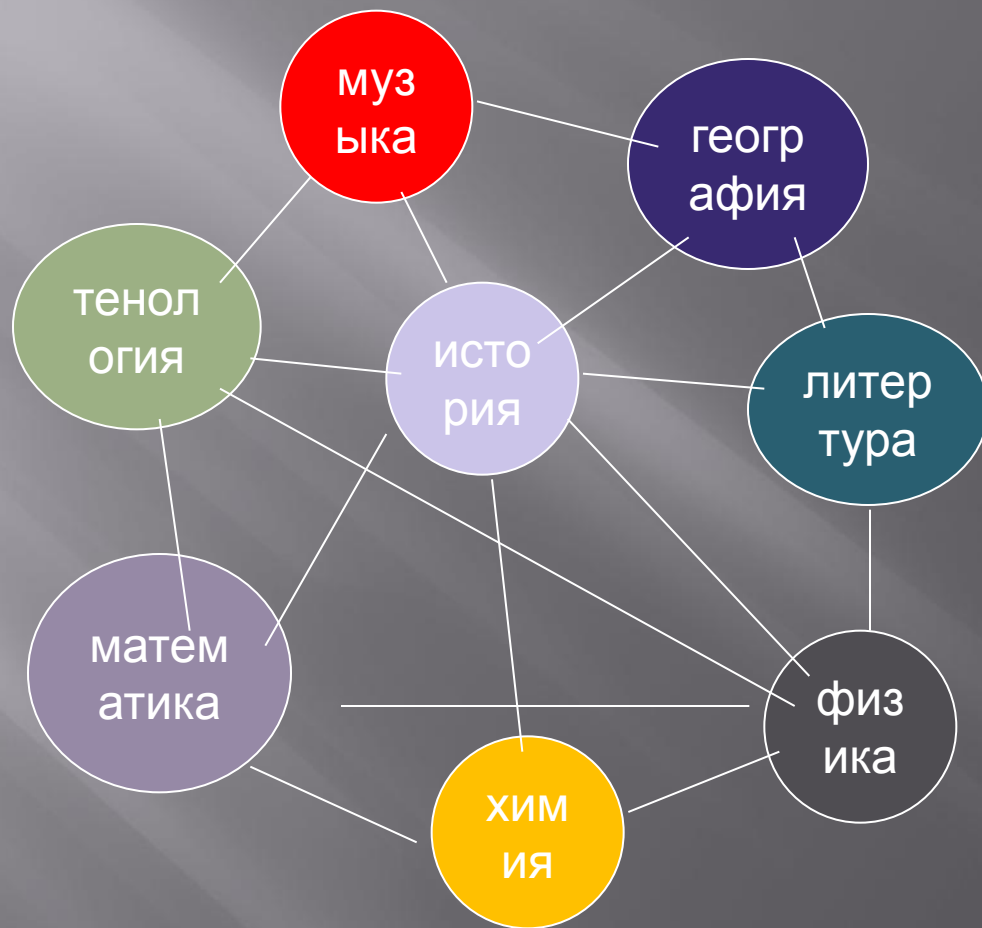 муз
ыка
геогр
афия
тенол
огия
исто
рия
литер
тура
матем
атика
физ
ика
хим
ия